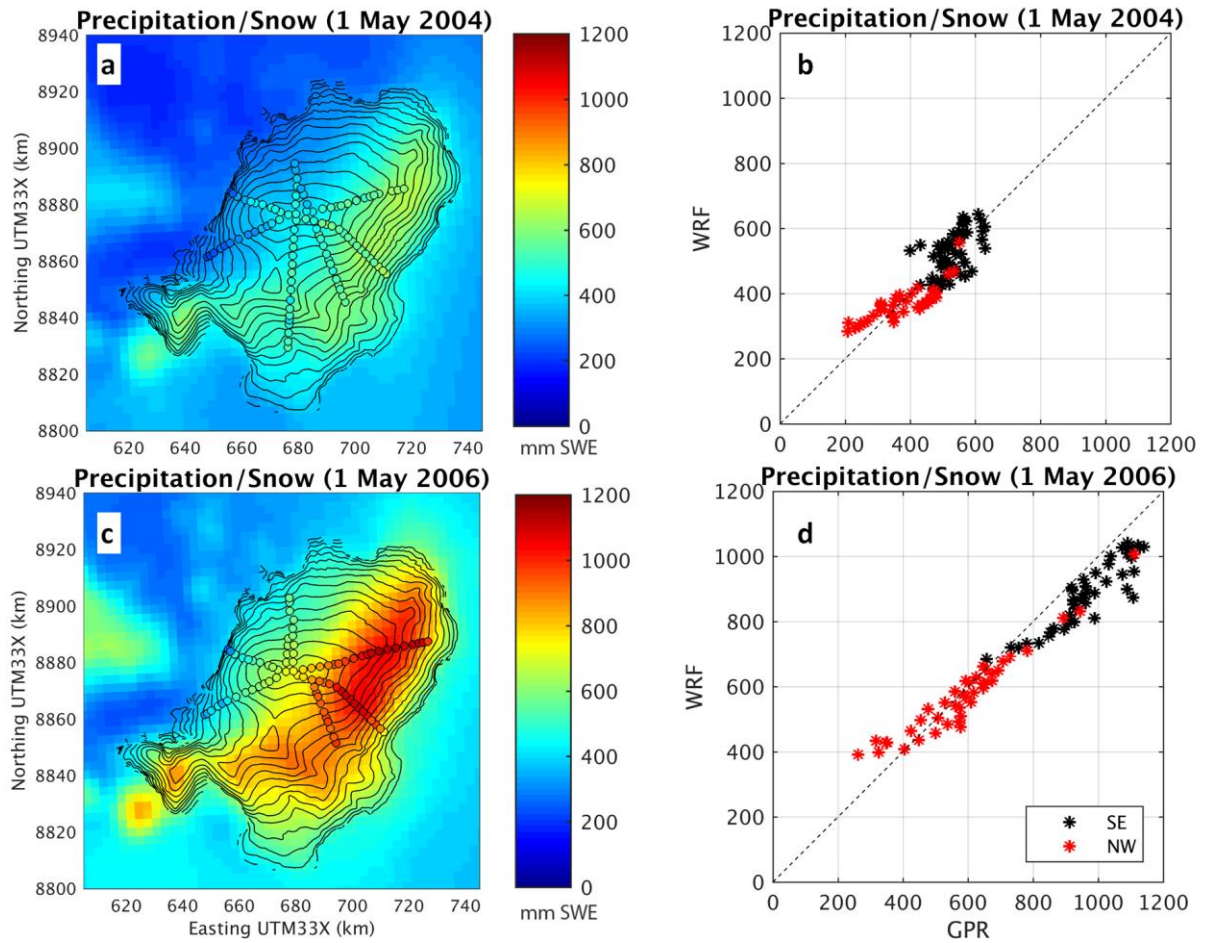 Precipitation/Snow (1 May 2004)
a
8940
8920
8900
8880
8860
8840
8820
8800
Northing UTM33X (km)
620 660 640 680 700 720 740
1200
1000
800
600
400
200
0
mm SWE
Precipitation/Snow (1 May 2004)
b
1200
1000
800
600
400
200
0
WRF
0 200 400 600 800 1000 1200
Precipitation/Snow (1 May 2006)
c
8940
8920
8900
8880
8860
8840
8820
8800
Northing UTM33X (km)
620 640 660 680 700 720 740
Easting UTM33X (km)
1200
1000
800
600
400
200
0
mm SWE
Precipitation/Snow (1 May 2006)
d
1200
1000
800
600
400
200
0
WRF
SE
NW
0 200 400 600 800 1000 1200
GPR